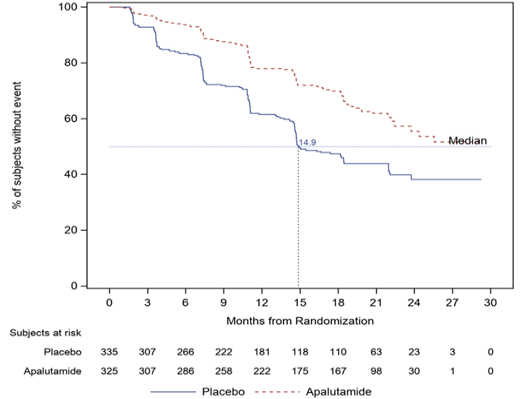 100
80
60
40
20
0
% of subjects without event
14.9
Median
0 3 6 9 12 15 18 21 24 27 30
Months from Randomization
Subjects at risk
Placebo 335 307 266 222 181 118 110 63 23 3 0
Apalutamide 325 307 286 258 222 175 167 98 30 1 0
Placebo Apalutamide